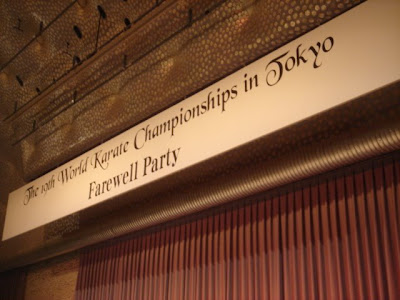 The 19th World Karate Championships in Tokyo
Farewell Party